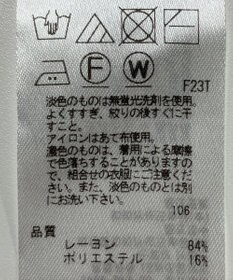 F
W
F23T
淡色のものは無蛍光洗剤を使用。
よくすすぎ、絞りの後すぐに干
すこと。
アイロンはあて布使用。
濃色のものは、着用による摩擦
で色落ちすることがありますの
で、組合せの衣服にご注意くださ
い。また、淡色のものとは別に
お洗い下さい。
106
品質
レーヨン 84%
ポリエステル 16%